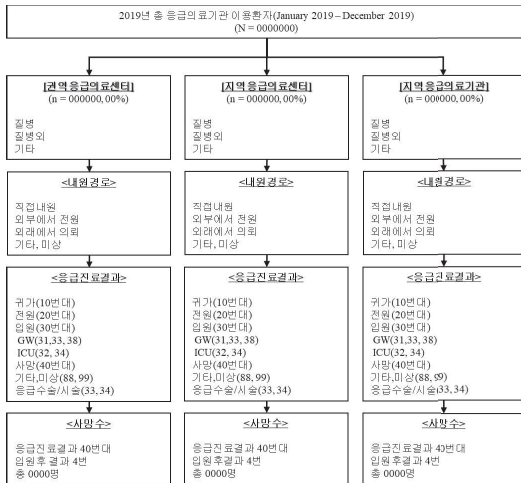 2019년 총 응급의료기관 이용환자(January 2019 – December 2019)
(N = 0000000)
[권역응급의료센터]
(n = 000000, 00%)
질병
질병외
기타
<내원경로>
직접내원
외부에서 전원
외래에서 의뢰
기타, 미상
<응급진료결과>
귀가(10번대)
전원(20번대)
입원(30번대)
GW(31,33,38)
ICU(32, 34)
사망(40번대)
기타,미상(88, 99)
응급수술/시술(33, 34)
<사망수>
응급진료결과 40번대
입원후결과 4번
총 0000명
[지역응급의료센터]
(n = 000000, 00%)
질병
질병외
기타
<내원경로>
직접내원
외부에서 전원
외래에서 의뢰
기타, 미상
<응급진료결과>
귀가(10번대)
전원(20번대)
입원(30번대)
GW(31,33,38)
ICU(32, 34)
사망(40번대)
기타,미상(88, 99)
응급수술/시술(33, 34)
<사망수>
응급진료결과 40번대
입원후결과 4번
총 0000명
[지역응급의료기관]
(n = 000000, 00%)
질병
질병외
기타
<내원경로>
직접내원
외부에서 전원
외래에서 의뢰
기타, 미상
<응급진료결과>
귀가(10번대)
전원(20번대)
입원(30번대)
GW(31,33,38)
ICU(32, 34)
사망(40번대)
기타,미상(88, 99)
응급수술/시술(33, 34)
<사망수>
응급진료결과 40번대
입원후결과 4번
총 0000명